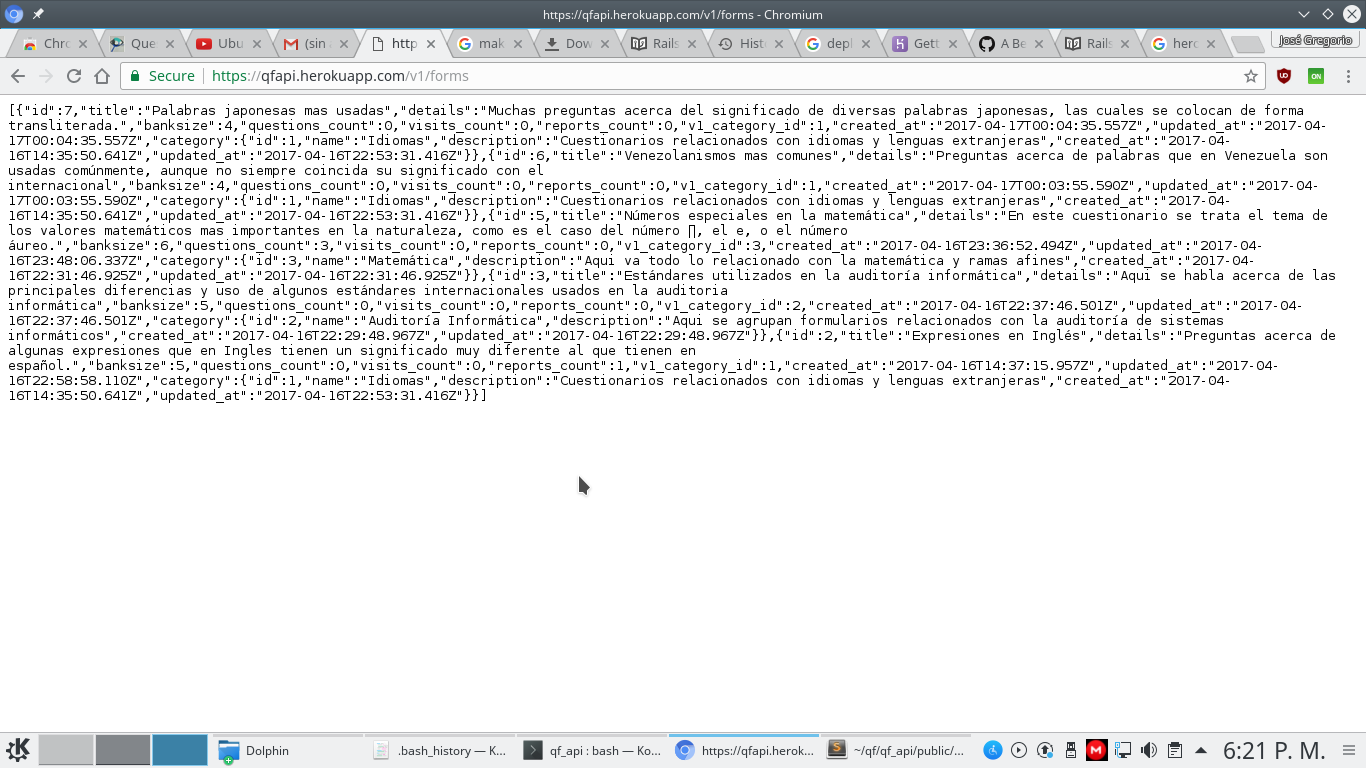 https://qfapi.herokuapp.com/v1/forms - Chromium
Chro
Que
Ubu
(sin a
http
mak
Dow
Rails
Hist
depl
Gett
A Be
Rails
herc
José Gregorio
Secure
https://qfapi.herokuapp.com/v1/forms
ON
[{"id":7,"title":"Palabras japonesas mas usadas","details":"Muchas preguntas acerca del significado de diversas palabras japonesas, las cuales se colocan de forma
transliterada.","banksize":4,"questions_count":0,"visits_count":0,"reports_count":0,"v1_category_id":1,"created_at":"2017-04-17T00:04:35.557Z","updated_at":"2017-04-
17T00:04:35.557Z","category":{"id":1,"name":"Idiomas","description":"Cuestionarios relacionados con idiomas y lenguas extranjeras","created_at":"2017-04-
16T14:35:50.641Z","updated_at":"2017-04-16T22:53:31.416Z"}},{"id":6,"title":"Venezolanismos mas comunes","details":"Preguntas acerca de palabras que en Venezuela son
usadas comúnmente, aunque no siempre coincida su significado con el
internacional","banksize":4,"questions_count":0,"visits_count":0,"reports_count":0,"v1_category_id":1,"created_at":"2017-04-17T00:03:55.590Z","updated_at":"2017-04-
17T00:03:55.590Z","category":{"id":1,"name":"Idiomas","description":"Cuestionarios relacionados con idiomas y lenguas extranjeras","created_at":"2017-04-
16T14:35:50.641Z","updated_at":"2017-04-16T22:53:31.416Z"}},{"id":5,"title":"Números especiales en la matemática","details":"En este cuestionario se trata el tema de
los valores matemáticos mas importantes en la naturaleza, como es el caso del número ∏, el e, o el número
áureo.","banksize":6,"questions_count":3,"visits_count":0,"reports_count":0,"v1_category_id":3,"created_at":"2017-04-16T23:36:52.494Z","updated_at":"2017-04-
16T23:48:06.337Z","category":{"id":3,"name":"Matemática","description":"Aqui va todo lo relacionado con la matemática y ramas afines","created_at":"2017-04-
16T22:31:46.925Z","updated_at":"2017-04-16T22:31:46.925Z"}},{"id":3,"title":"Estándares utilizados en la auditoría informática","details":"Aquí se habla acerca de las
principales diferencias y uso de algunos estándares internacionales usados en la auditoria
informática","banksize":5,"questions_count":0,"visits_count":0,"reports_count":0,"v1_category_id":2,"created_at":"2017-04-16T22:37:46.501Z","updated_at":"2017-04-
16T22:37:46.501Z","category":{"id":2,"name":"Auditoría Informática","description":"Aqui se agrupan formularios relacionados con la auditoría de sistemas
informáticos","created_at":"2017-04-16T22:29:48.967Z","updated_at":"2017-04-16T22:29:48.967Z"}},{"id":2,"title":"Expresiones en Inglés","details":"Preguntas acerca de
algunas expresiones que en Ingles tienen un significado muy diferente al que tienen en
español.","banksize":5,"questions_count":0,"visits_count":0,"reports_count":1,"v1_category_id":1,"created_at":"2017-04-16T14:37:15.957Z","updated_at":"2017-04-
16T22:58:58.110Z","category":{"id":1,"name":"Idiomas","description":"Cuestionarios relacionados con idiomas y lenguas extranjeras","created_at":"2017-04-
16T14:35:50.641Z","updated_at":"2017-04-16T22:53:31.416Z"}}]
Dolphin
.bash_history — K...
qf_api : bash — Ko...
https://qfapi.herok...
~/qf/qf_api/public/...
6:21 P. M.